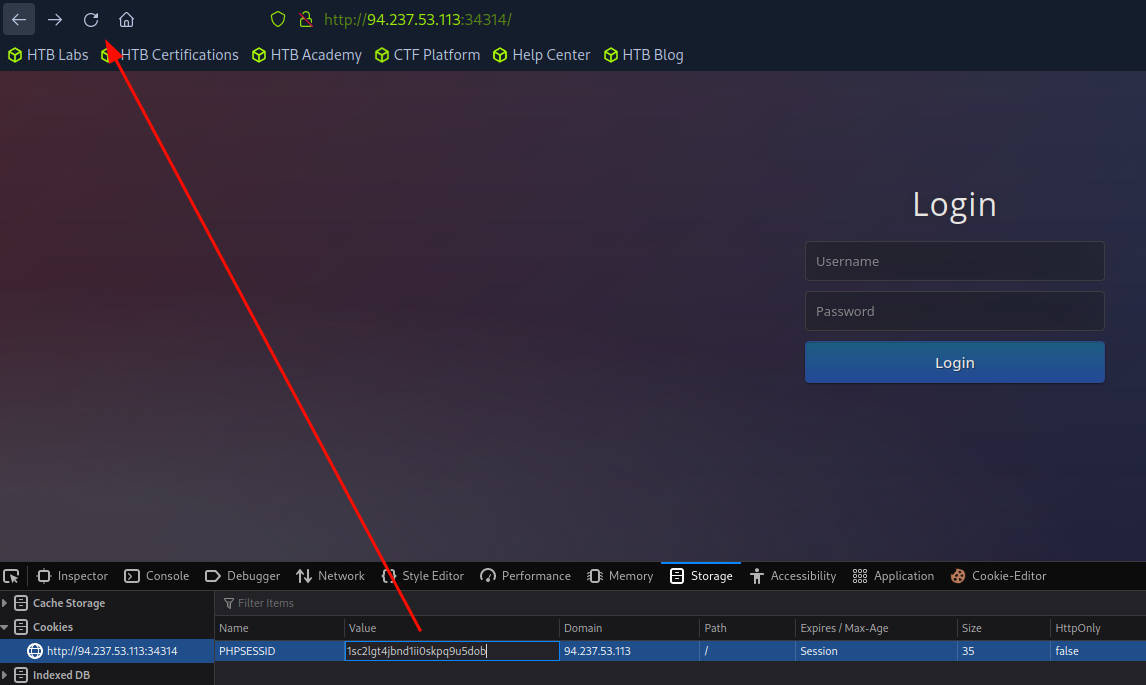 http://94.237.53.113:34314/
HTB Labs HTB Certifications HTB Academy CTF Platform Help Center HTB Blog
Login
Username
Password
Login
Inspector Console Debugger Network Style Editor Performance Memory Storage Accessibility Application Cookie-Editor
Cache Storage
Filter Items
Cookies
Name Value Domain Path Expires / Max-Age Size HttpOnly
http://94.237.53.113:34314
PHPSESSID 1sc2lgt4jbnd1ii0skpq9u5dob 94.237.53.113 / Session 35 false
Indexed DB